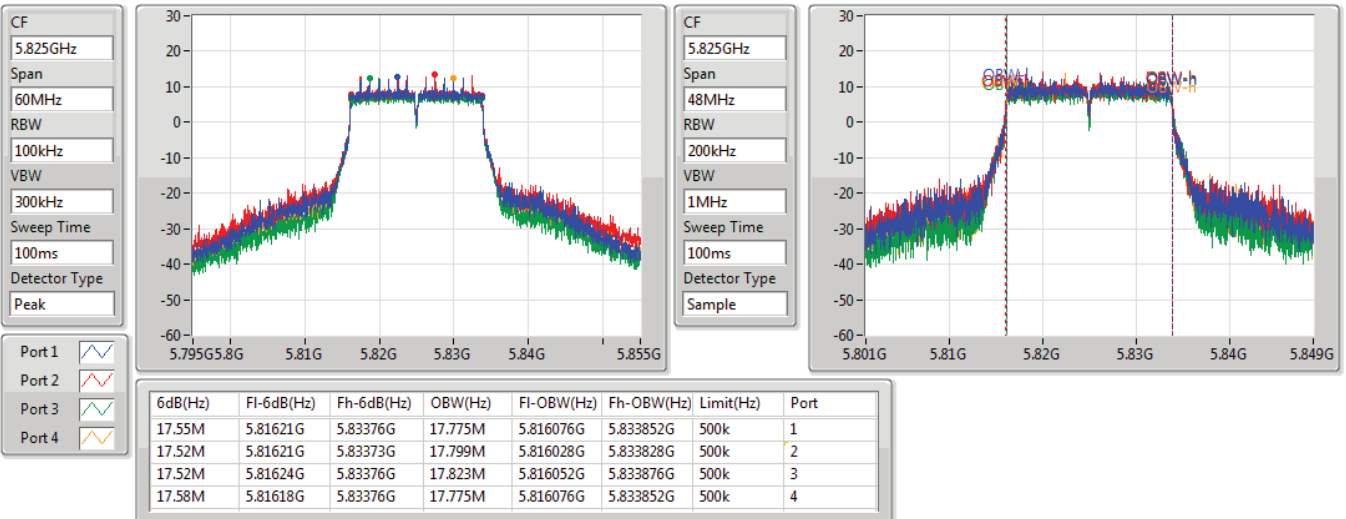 CF
5.825GHz
Span
60MHz
RBW
100kHz
VBW
300kHz
Sweep Time
100ms
Detector Type
Peak
30
20
10
0
-10
-20
-30
-40
-50
-60
5.795G 5.8G 5.81G 5.82G 5.83G 5.84G 5.855G
CF
5.825GHz
Span
48MHz
RBW
200kHz
VBW
1MHz
Sweep Time
100ms
Detector Type
Sample
30
20
10
0
-10
-20
-30
-40
-50
-60
OBW-h
5.801G 5.81G 5.82G 5.83G 5.84G 5.849G
Port 1
Port 2
Port 3
Port 4
6dB(Hz) Fl-6dB(Hz) Fh-6dB(Hz) OBW(Hz) Fl-OBW(Hz) Fh-OBW(Hz) Limit(Hz) Port
17.55M 5.81621G 5.83376G 17.775M 5.816076G 5.833852G 500k 1
17.52M 5.81621G 5.83373G 17.799M 5.816028G 5.833828G 500k 2
17.52M 5.81624G 5.83376G 17.823M 5.816052G 5.833876G 500k 3
17.58M 5.81618G 5.83376G 17.775M 5.816076G 5.833852G 500k 4